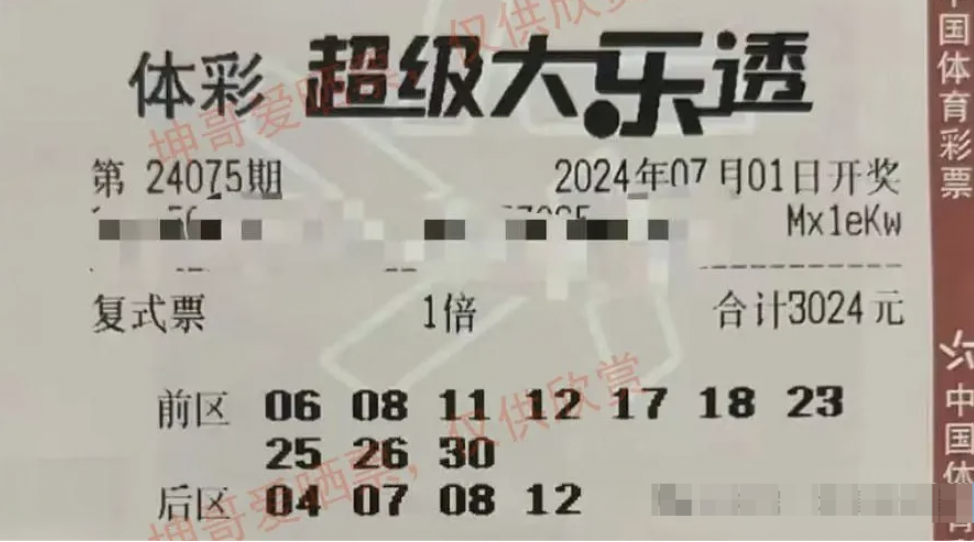 体彩 超级大乐透
第 24075期 2024年07月01日开奖
Mx1eKw
复式票 1倍 合计3024元
前区 06 08 11 12 17 18 23
25 26 30
后区 04 07 08 12
坤哥爱晒票,仅供欣赏
坤哥爱晒票,仅供欣赏
中国体育彩票
中国体